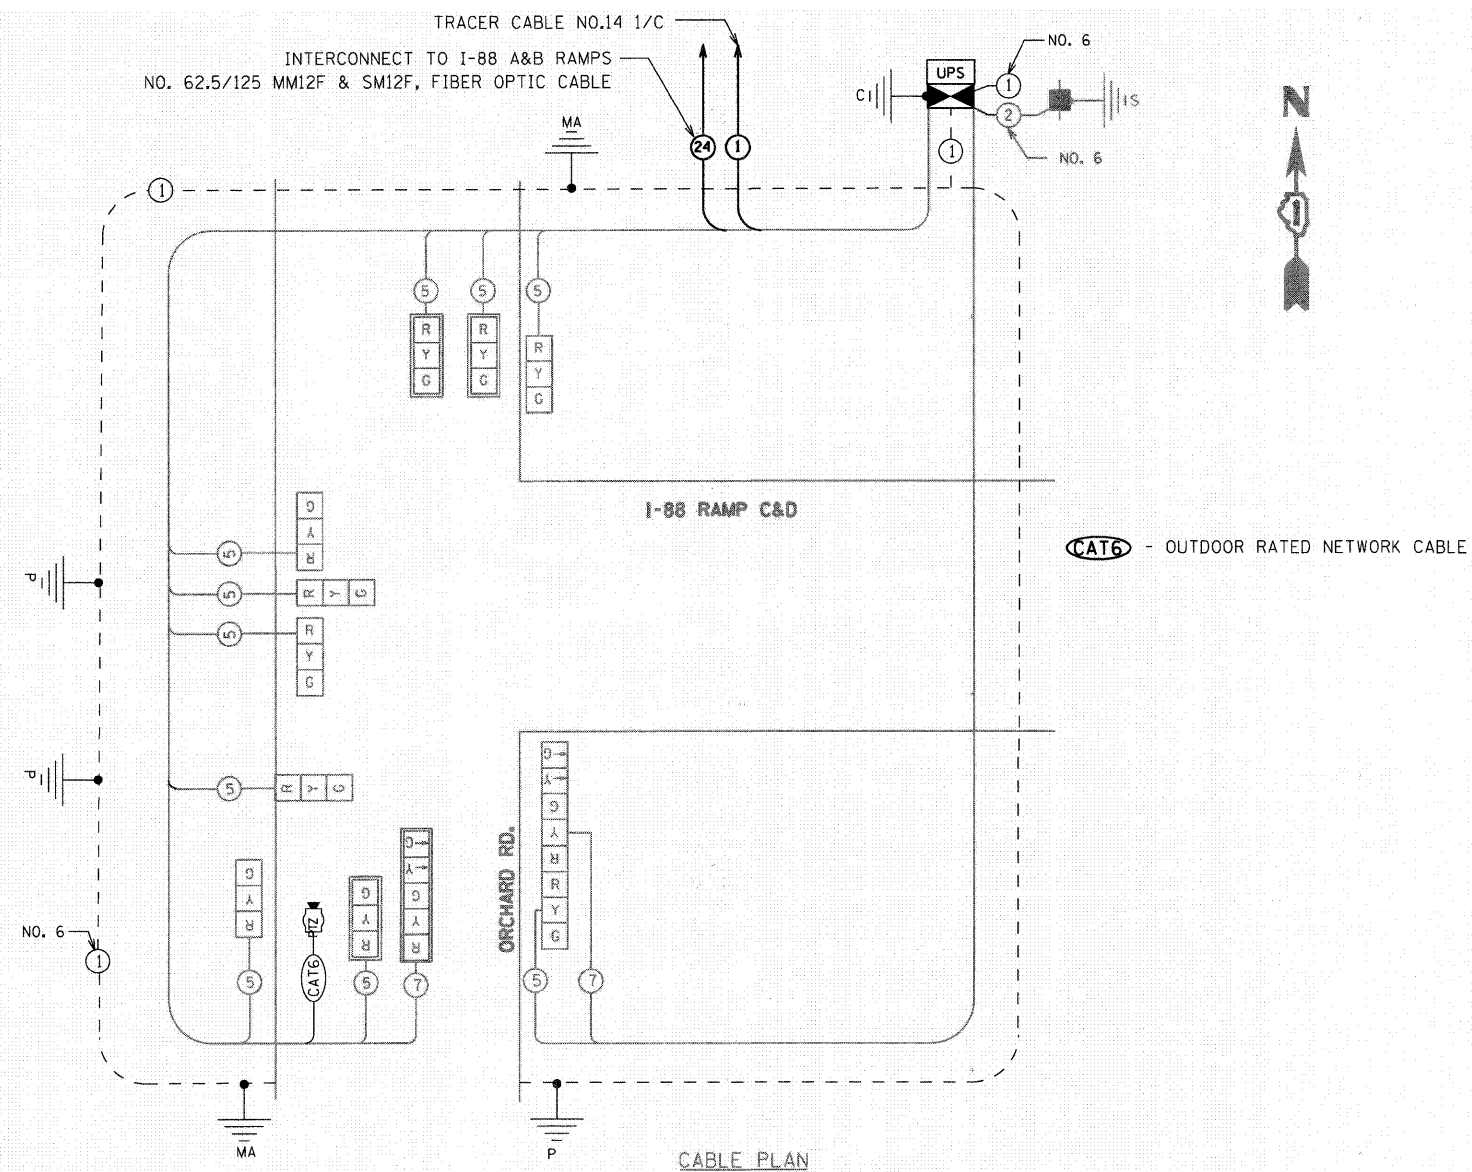 TRACER CABLE NO.14 1/C
INTERCONNECT TO I-88 A&B RAMPS
NO. 62.5/125 MM12F & SM12F, FIBER OPTIC CABLE
NO. 6
UPS
C
1
2
S
N
MA
24
1
1
NO. 6
1
1
5
5
5
R
Y
G
R
Y
G
R
Y
G
I-88 RAMP C&D
CAT6 - OUTDOOR RATED NETWORK CABLE
G
Y
R
5
P
5
R Y G
5
R
Y
G
P
5
R Y G
G
Y
G
Y
R
R
Y
G
ORCHARD RD.
G
Y
G
Y
R
G
Y
R
PTZ
G
Y
R
NO. 6
1
5
CAT6
5
7
5
7
MA
P
CABLE PLAN